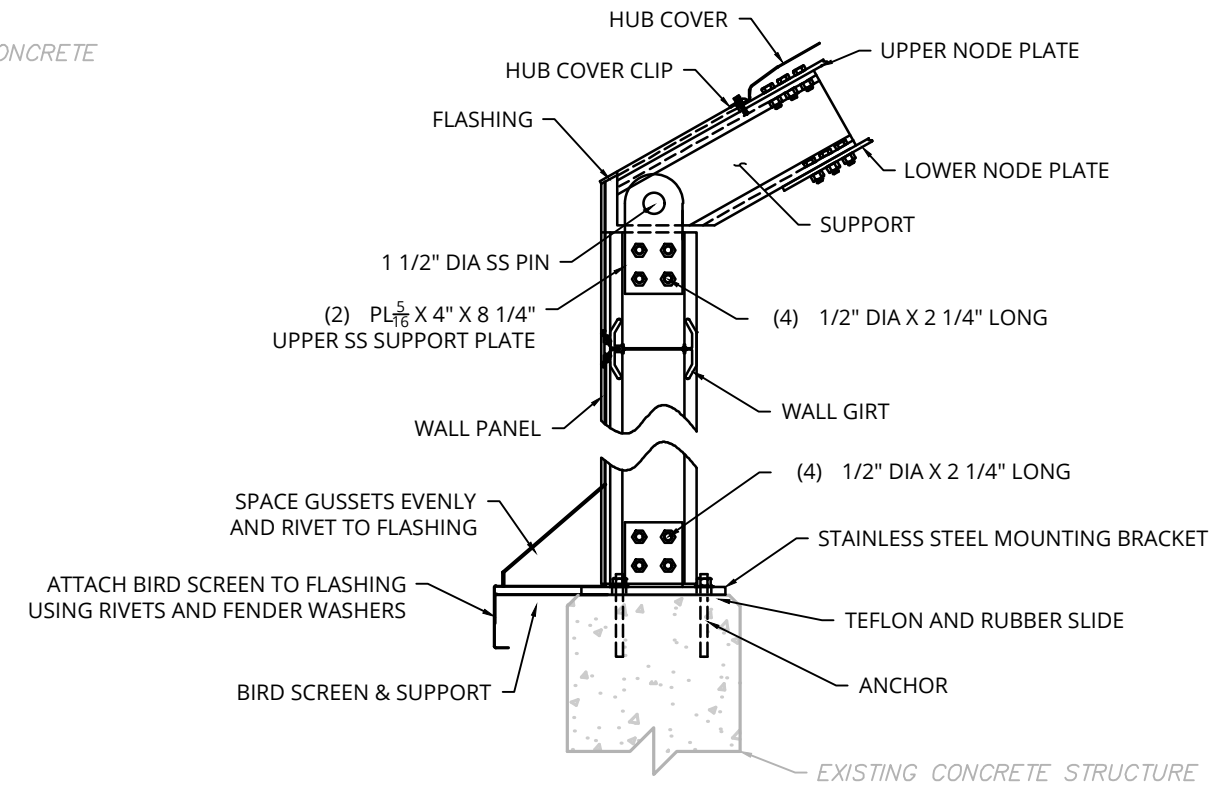 HUB COVER
ONCRETE
UPPER NODE PLATE
HUB COVER CLIP
FLASHING
LOWER NODE PLATE
SUPPORT
1 1/2" DIA SS PIN
(2) PL 5/16 X 4" X 8 1/4"
UPPER SS SUPPORT PLATE
(4) 1/2" DIA X 2 1/4" LONG
WALL GIRT
WALL PANEL
(4) 1/2" DIA X 2 1/4" LONG
SPACE GUSSETS EVENLY
AND RIVET TO FLASHING
STAINLESS STEEL MOUNTING BRACKET
ATTACH BIRD SCREEN TO FLASHING
USING RIVETS AND FENDER WASHERS
TEFLON AND RUBBER SLIDE
BIRD SCREEN & SUPPORT
ANCHOR
EXISTING CONCRETE STRUCTURE